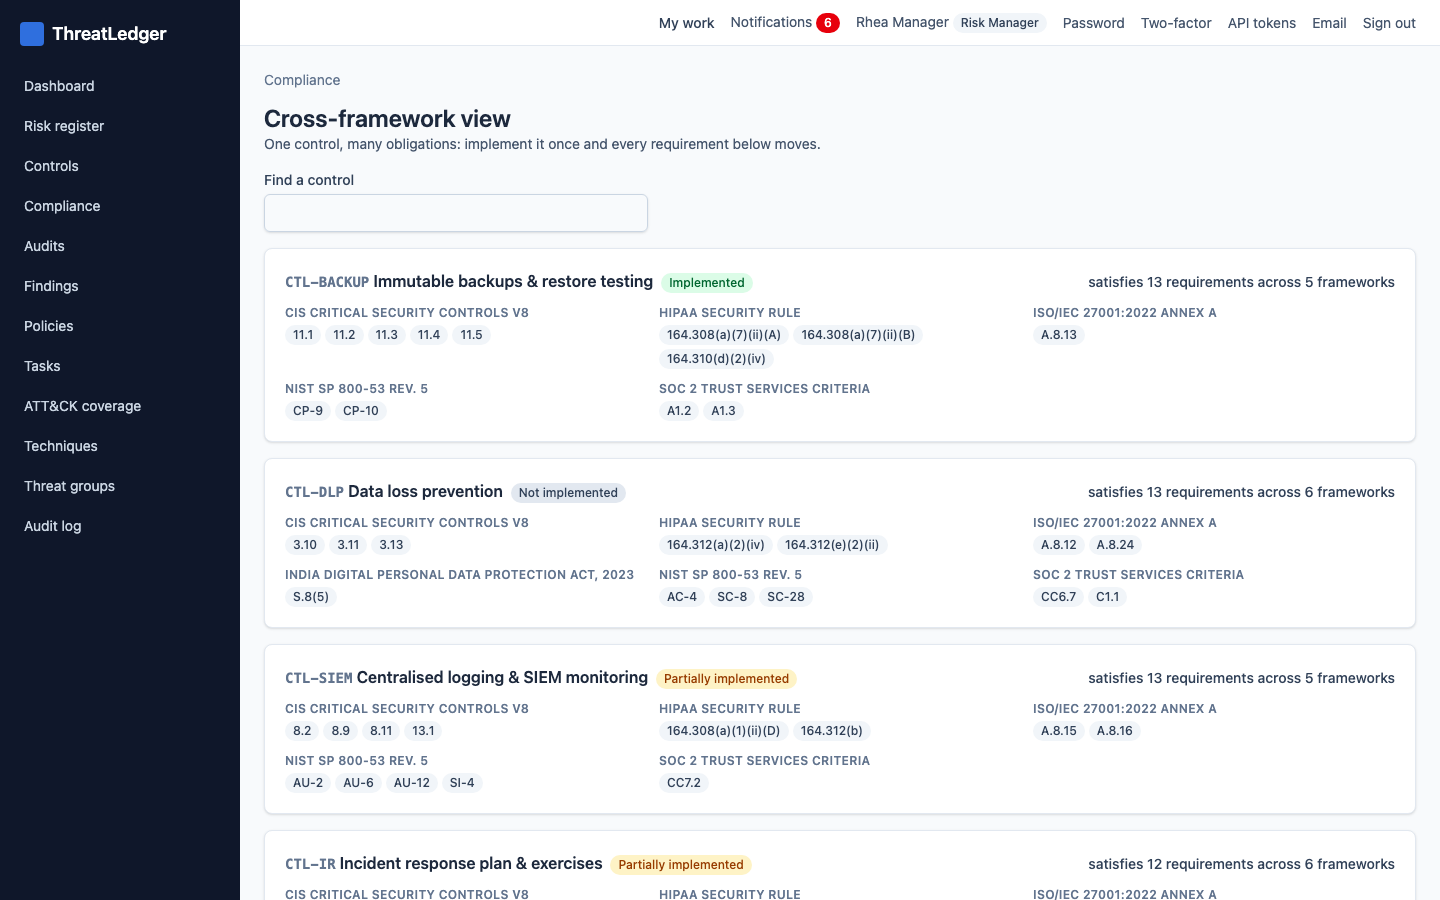 ThreatLedger
Dashboard
Risk register
Controls
Compliance
Audits
Findings
Policies
Tasks
ATT&CK coverage
Techniques
Threat groups
Audit log
My work Notifications 6 Rhea Manager Risk Manager Password Two-factor API tokens Email Sign out
Compliance
Cross-framework view
One control, many obligations: implement it once and every requirement below moves.
Find a control
CTL-BACKUP Immutable backups & restore testing Implemented satisfies 13 requirements across 5 frameworks
CIS CRITICAL SECURITY CONTROLS V8
11.1 11.2 11.3 11.4 11.5
HIPAA SECURITY RULE
164.308(a)(7)(ii)(A) 164.308(a)(7)(ii)(B)
164.310(d)(2)(iv)
ISO/IEC 27001:2022 ANNEX A
A.8.13
NIST SP 800-53 REV. 5
CP-9 CP-10
SOC 2 TRUST SERVICES CRITERIA
A1.2 A1.3
CTL-DLP Data loss prevention Not implemented satisfies 13 requirements across 6 frameworks
CIS CRITICAL SECURITY CONTROLS V8
3.10 3.11 3.13
HIPAA SECURITY RULE
164.312(a)(2)(iv) 164.312(e)(2)(ii)
ISO/IEC 27001:2022 ANNEX A
A.8.12 A.8.24
INDIA DIGITAL PERSONAL DATA PROTECTION ACT, 2023
S.8(5)
NIST SP 800-53 REV. 5
AC-4 SC-8 SC-28
SOC 2 TRUST SERVICES CRITERIA
CC6.7 C1.1
CTL-SIEM Centralised logging & SIEM monitoring Partially implemented satisfies 13 requirements across 5 frameworks
CIS CRITICAL SECURITY CONTROLS V8
8.2 8.9 8.11 13.1
HIPAA SECURITY RULE
164.308(a)(1)(ii)(D) 164.312(b)
ISO/IEC 27001:2022 ANNEX A
A.8.15 A.8.16
NIST SP 800-53 REV. 5
AU-2 AU-6 AU-12 SI-4
SOC 2 TRUST SERVICES CRITERIA
CC7.2
CTL-IR Incident response plan & exercises Partially implemented satisfies 12 requirements across 6 frameworks
CIS CRITICAL SECURITY CONTROLS V8
HIPAA SECURITY RULE
ISO/IEC 27001:2022 ANNEX A